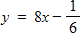 y = 8x - 1/6